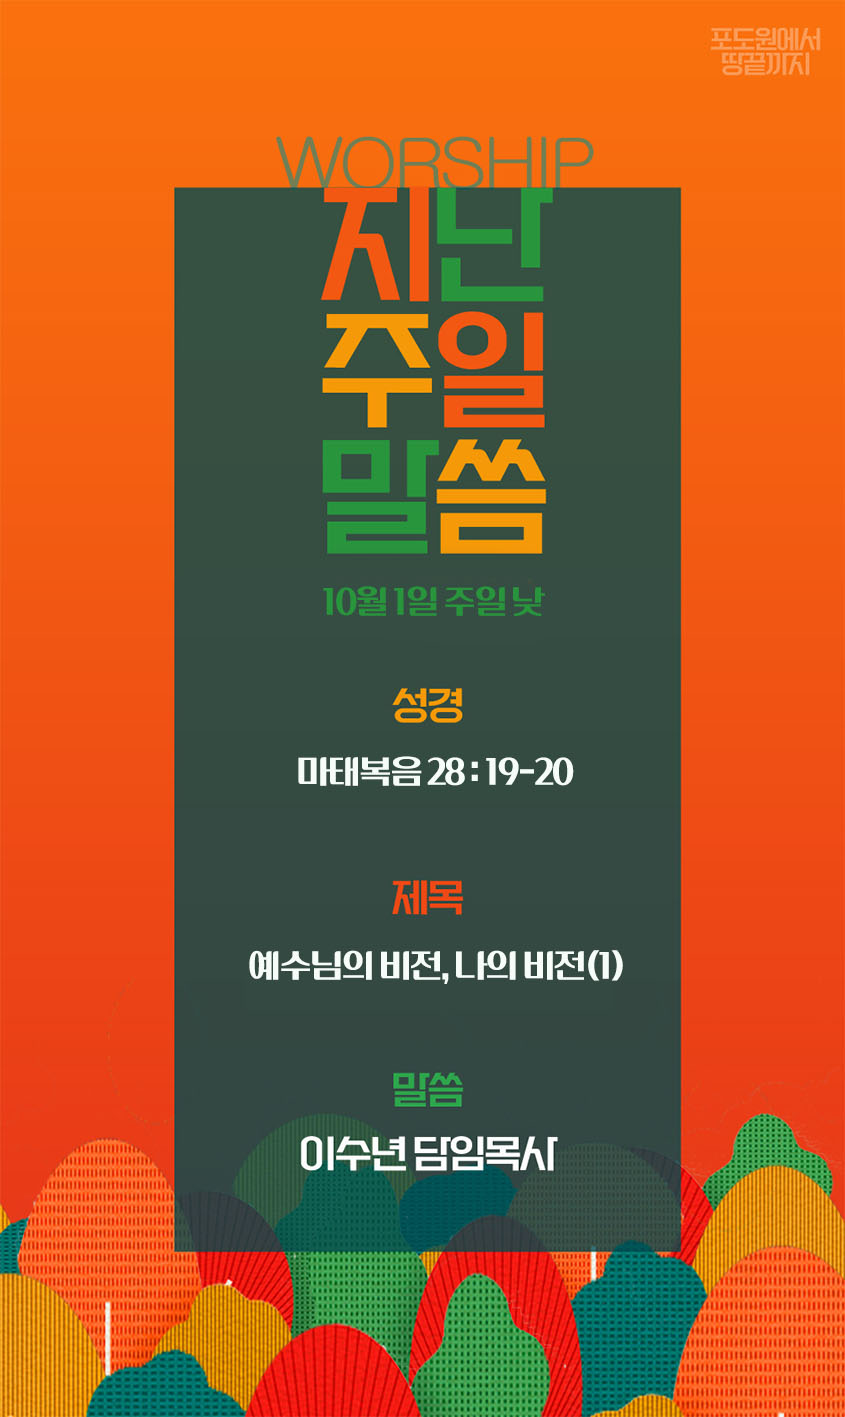 포도원에서
땅끝까지
WORSHIP
지난
주일
말씀
10월 1일 주일 낮
성경
마태복음 28 : 19-20
제목
예수님의 비전, 나의 비전(1)
말씀
이수년 담임목사